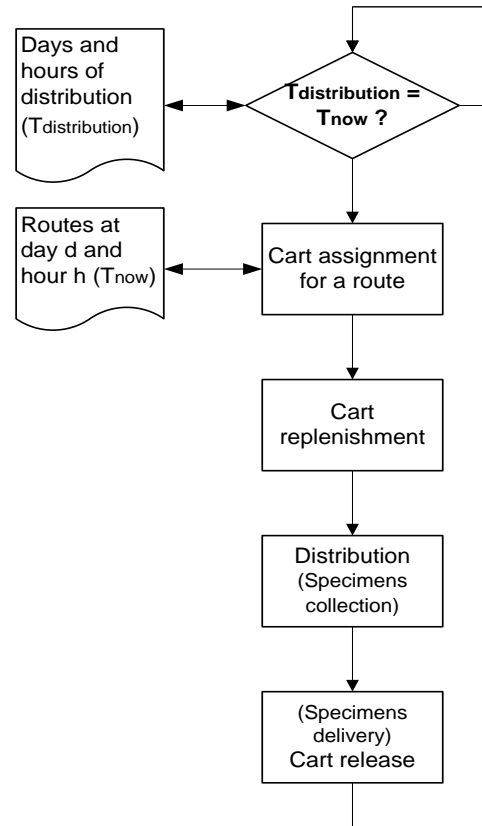 Days and
hours of
distribution
(Tdistribution)
Tdistribution =
Tnow ?
Routes at
day d and
hour h (Tnow)
Cart assignment
for a route
Cart
replenishment
Distribution
(Specimens
collection)
(Specimens
delivery)
Cart release